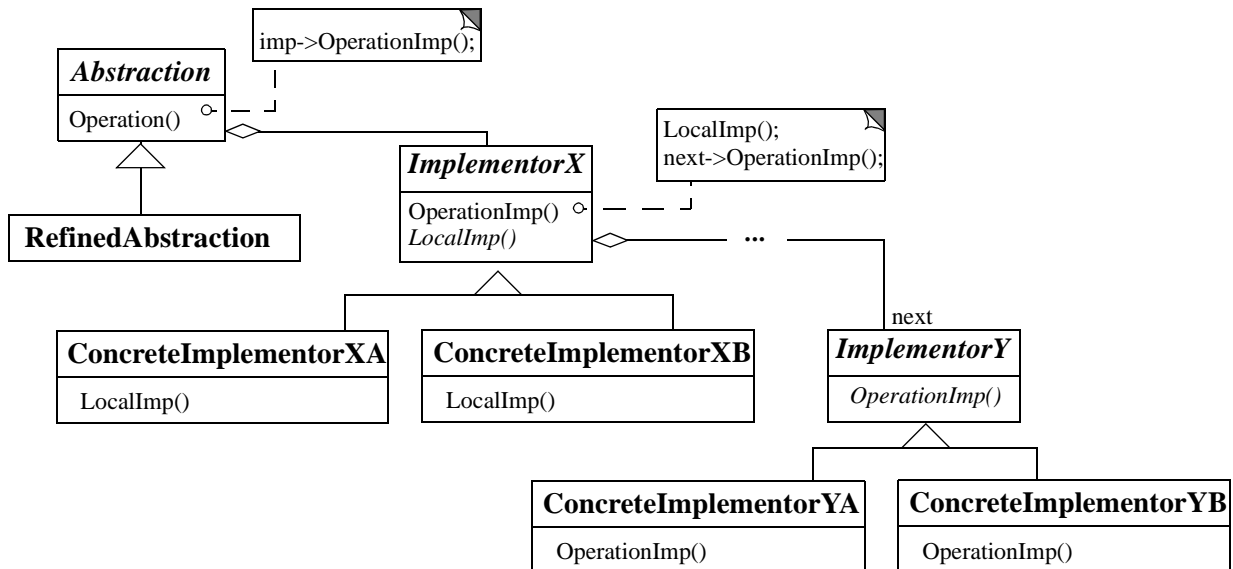 imp->OperationImp();
Abstraction
Operation()
LocalImp();
next->OperationImp();
ImplementorX
OperationImp()
LocalImp()
RefinedAbstraction
...
next
ConcreteImplementorXA
LocalImp()
ConcreteImplementorXB
LocalImp()
ImplementorY
OperationImp()
ConcreteImplementorYA
OperationImp()
ConcreteImplementorYB
OperationImp()